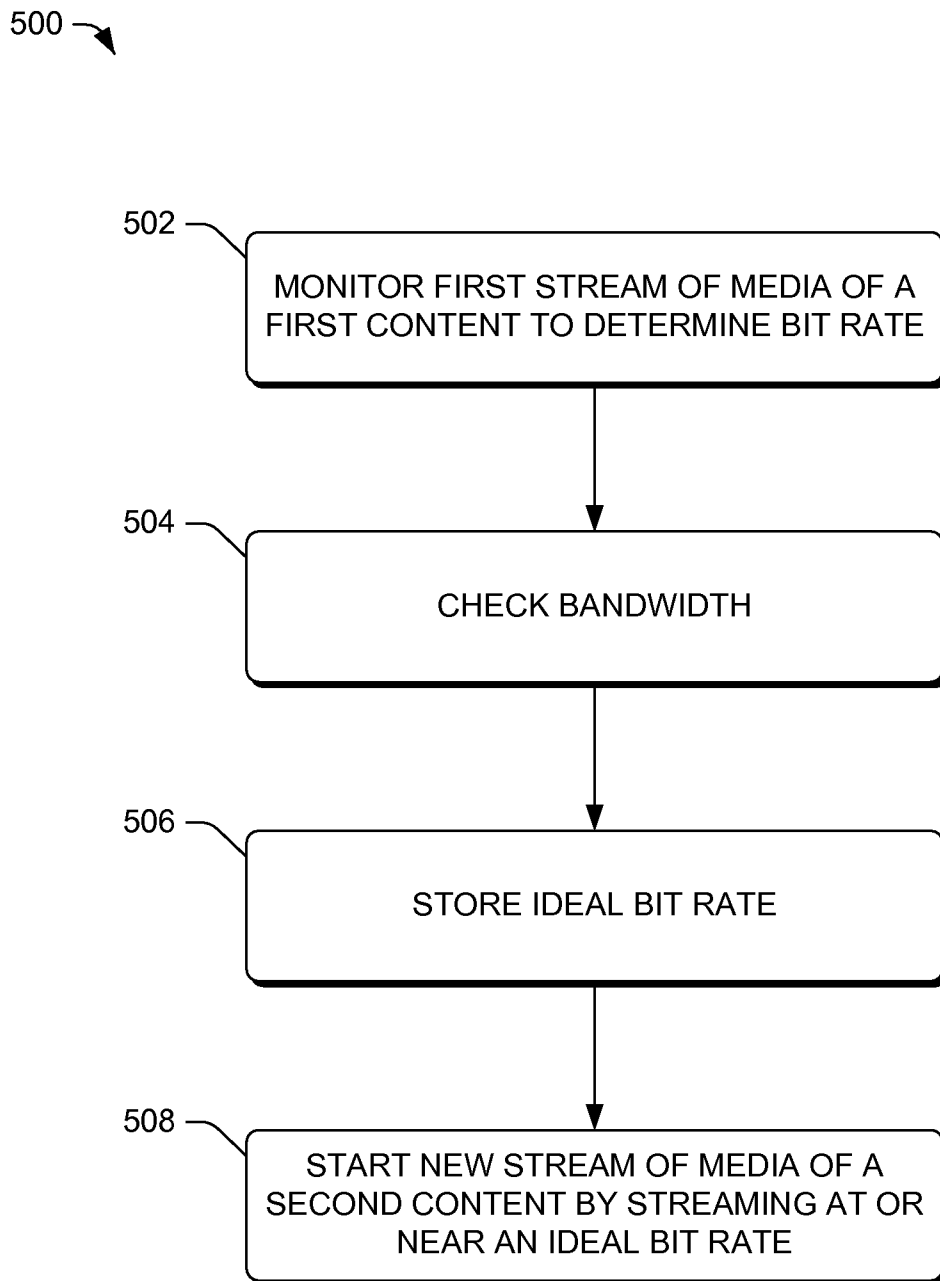 500
502
MONITOR FIRST STREAM OF MEDIA OF A
FIRST CONTENT TO DETERMINE BIT RATE
504
CHECK BANDWIDTH
506
STORE IDEAL BIT RATE
508
START NEW STREAM OF MEDIA OF A
SECOND CONTENT BY STREAMING AT OR
NEAR AN IDEAL BIT RATE